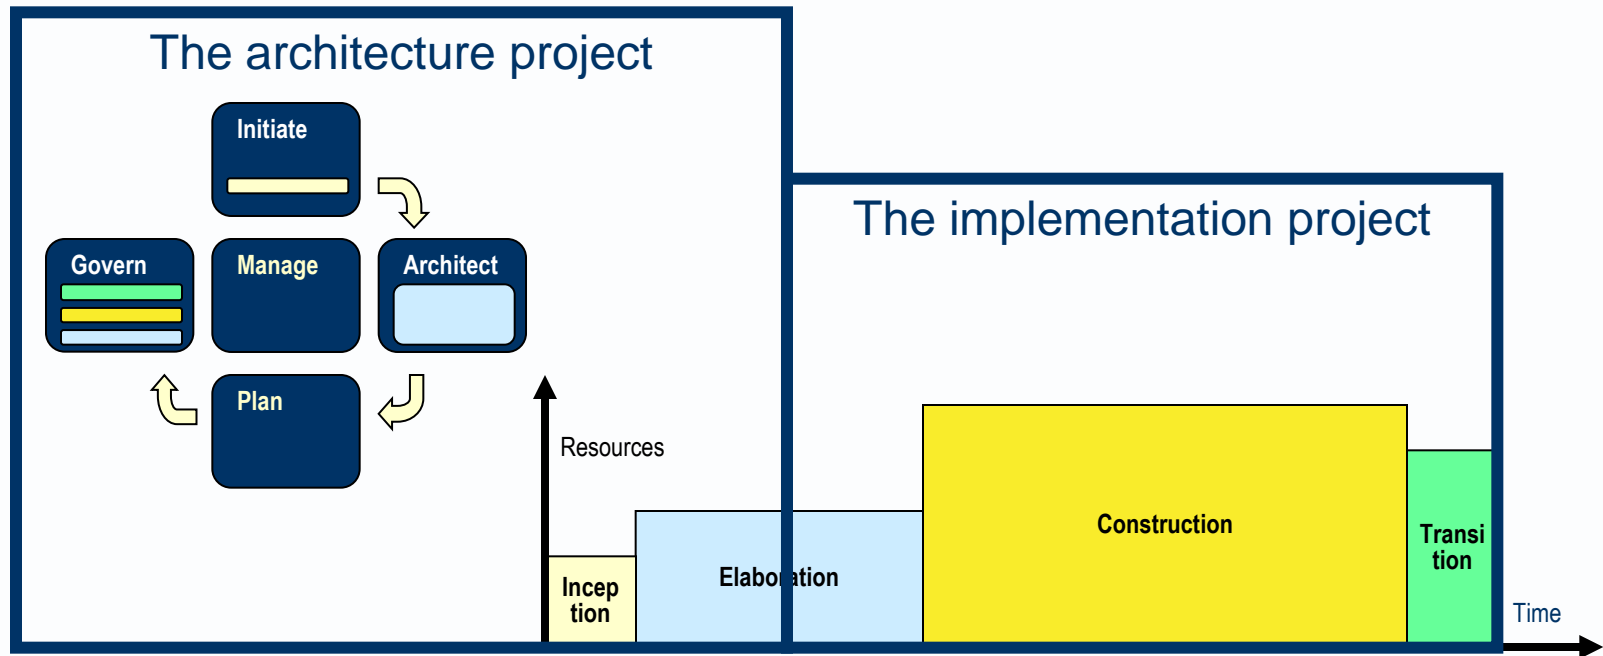 The architecture project
Initiate
Govern
Manage
Architect
Plan
The implementation project
Resources
Incep
tion
Elaboration
Construction
Transi
tion
Time